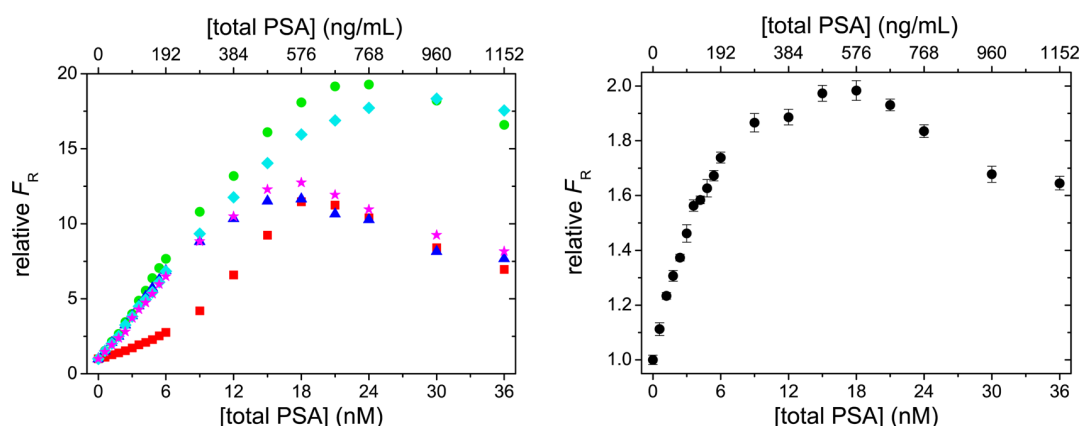 [total PSA] (ng/mL)
0 192 384 576 768 960 1152
20
15
10
5
0
relative F_R
0 6 12 18 24 30 36
[total PSA] (nM)
[total PSA] (ng/mL)
0 192 384 576 768 960 1152
2.0
1.8
1.6
1.4
1.2
1.0
relative F_R
0 6 12 18 24 30 36
[total PSA] (nM)